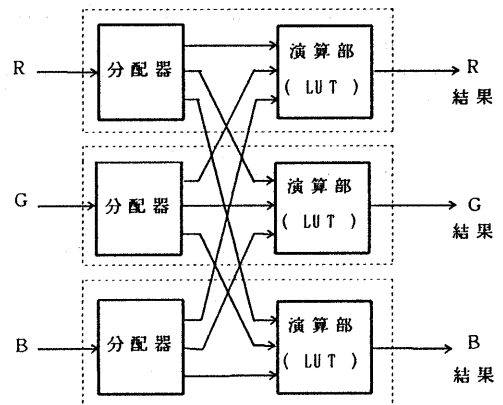 R 分配器 演算部 ( LUT ) R 結果
G 分配器 演算部 ( LUT ) G 結果
B 分配器 演算部 ( LUT ) B 結果